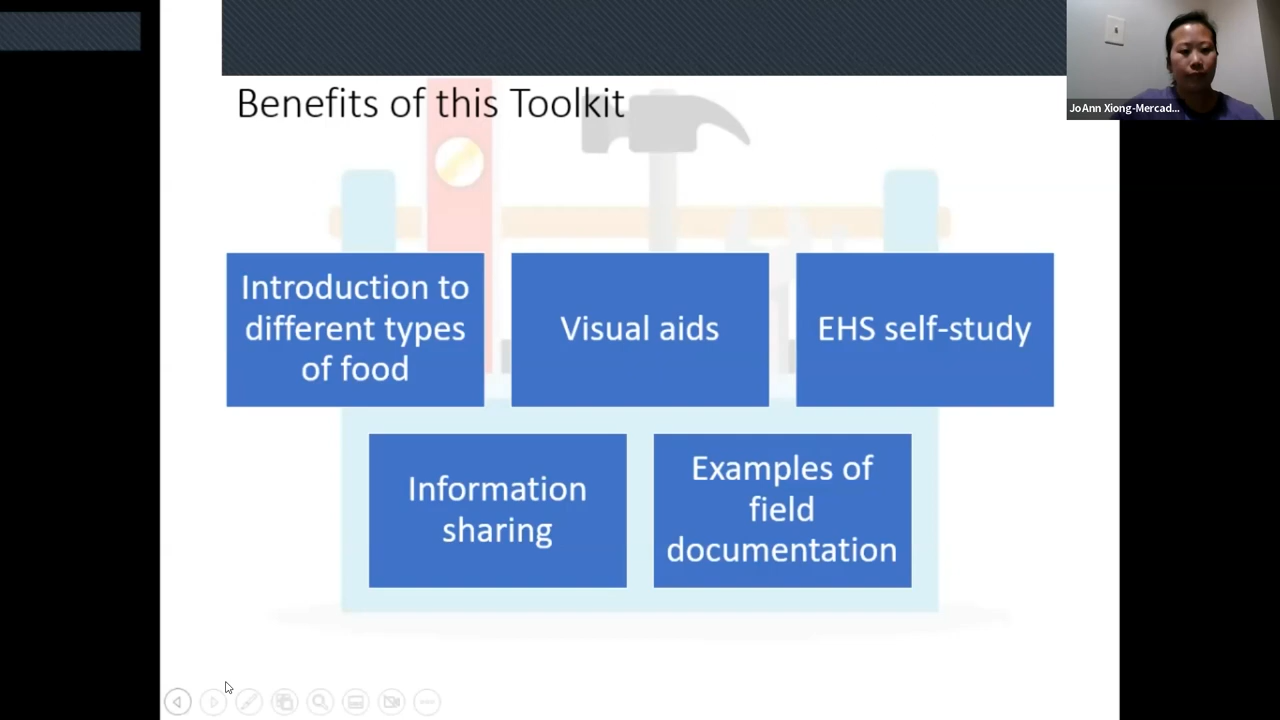 Benefits of this Toolkit
JoAnn Xiong-Mercad...
Introduction to
different types
of food
Visual aids
EHS self-study
Information
sharing
Examples of
field
documentation